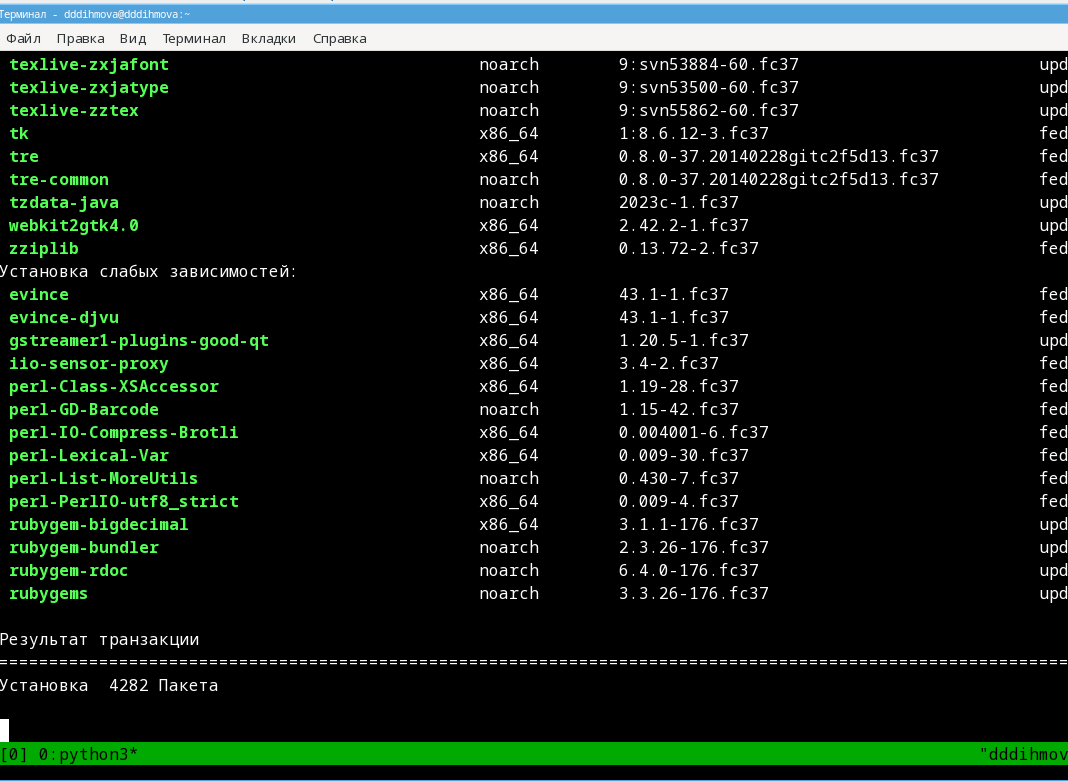 Терминал - dddihmova@dddihmova:~
Файл Правка Вид Терминал Вкладки Справка
texlive-zxjafont noarch 9:svn53884-60.fc37 upd
texlive-zxjatype noarch 9:svn53500-60.fc37 upd
texlive-zztex noarch 9:svn55862-60.fc37 upd
tk x86_64 1:8.6.12-3.fc37 fed
tre x86_64 0.8.0-37.20140228gitc2f5d13.fc37 fed
tre-common noarch 0.8.0-37.20140228gitc2f5d13.fc37 fed
tzdata-java noarch 2023c-1.fc37 upd
webkit2gtk4.0 x86_64 2.42.2-1.fc37 upd
zziplib x86_64 0.13.72-2.fc37 fed
Установка слабых зависимостей:
evince x86_64 43.1-1.fc37 fed
evince-djvu x86_64 43.1-1.fc37 fed
gstreamer1-plugins-good-qt x86_64 1.20.5-1.fc37 upd
iio-sensor-proxy x86_64 3.4-2.fc37 fed
perl-Class-XSAccessor x86_64 1.19-28.fc37 fed
perl-GD-Barcode noarch 1.15-42.fc37 fed
perl-IO-Compress-Brotli x86_64 0.004001-6.fc37 fed
perl-Lexical-Var x86_64 0.009-30.fc37 fed
perl-List-MoreUtils noarch 0.430-7.fc37 fed
perl-PerlIO-utf8_strict x86_64 0.009-4.fc37 fed
rubygem-bigdecimal x86_64 3.1.1-176.fc37 upd
rubygem-bundler noarch 2.3.26-176.fc37 upd
rubygem-rdoc noarch 6.4.0-176.fc37 upd
rubygems noarch 3.3.26-176.fc37 upd
Результат транзакции
===========================================================================================================
Установка 4282 Пакета
[0] 0:python3* "dddihmov